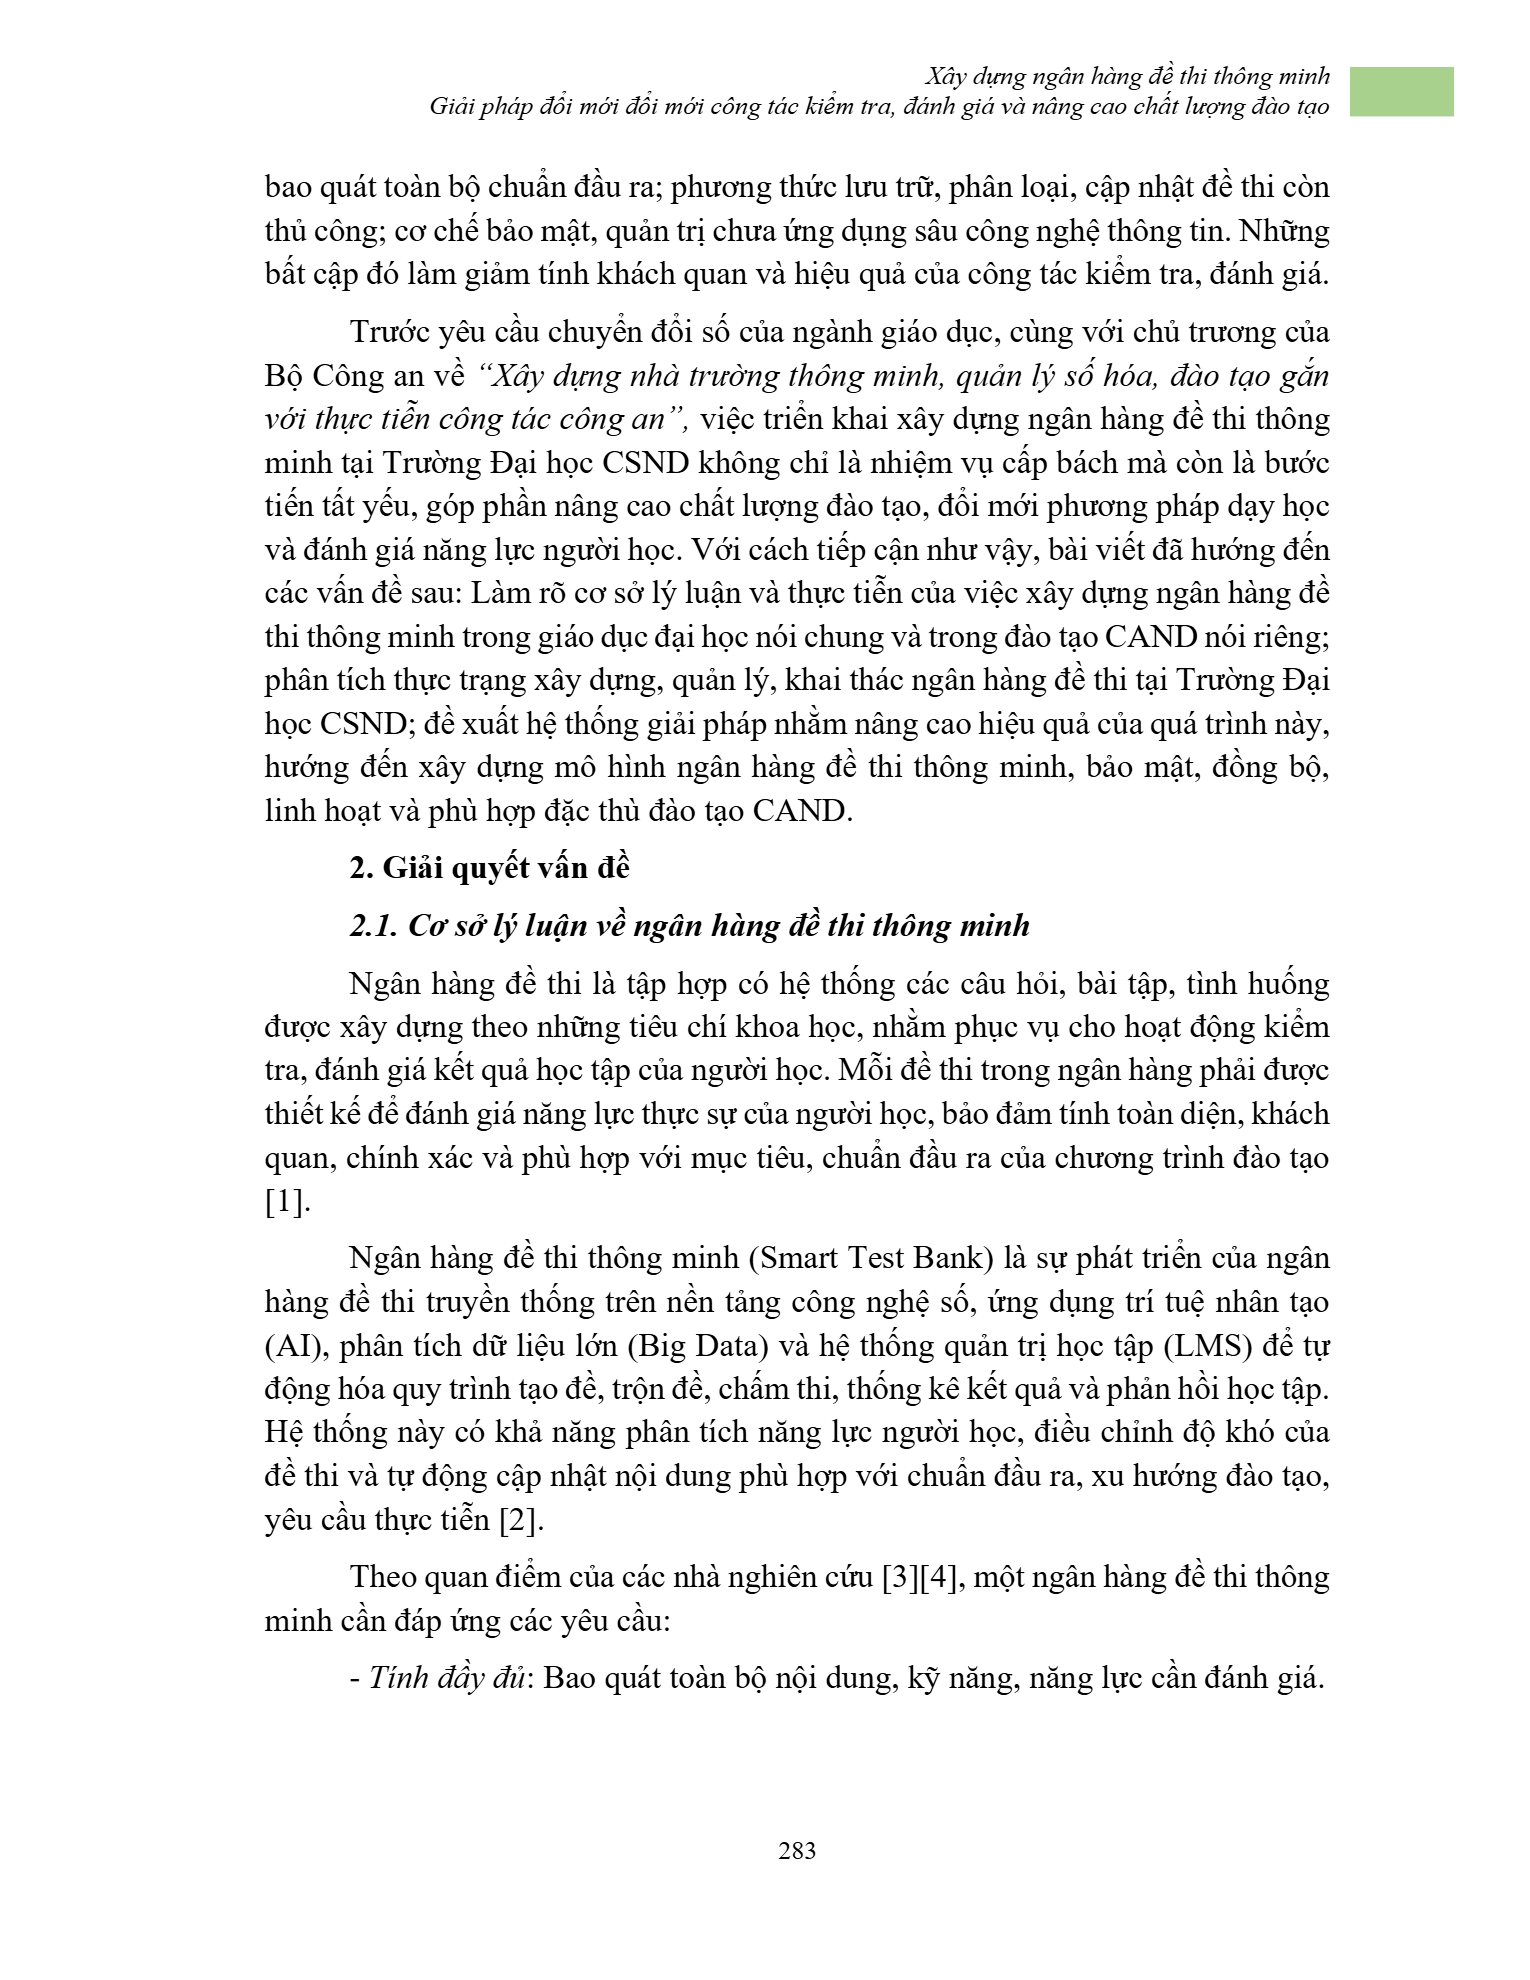 Xây dựng ngân hàng đề thi thông minh
Giải pháp đổi mới đổi mới công tác kiểm tra, đánh giá và nâng cao chất lượng đào tạo
bao quát toàn bộ chuẩn đầu ra; phương thức lưu trữ, phân loại, cập nhật đề thi còn
thủ công; cơ chế bảo mật, quản trị chưa ứng dụng sâu công nghệ thông tin. Những
bất cập đó làm giảm tính khách quan và hiệu quả của công tác kiểm tra, đánh giá.
Trước yêu cầu chuyển đổi số của ngành giáo dục, cùng với chủ trương của
Bộ Công an về “Xây dựng nhà trường thông minh, quản lý số hóa, đào tạo gắn
với thực tiễn công tác công an”, việc triển khai xây dựng ngân hàng đề thi thông
minh tại Trường Đại học CSND không chỉ là nhiệm vụ cấp bách mà còn là bước
tiến tất yếu, góp phần nâng cao chất lượng đào tạo, đổi mới phương pháp dạy học
và đánh giá năng lực người học. Với cách tiếp cận như vậy, bài viết đã hướng đến
các vấn đề sau: Làm rõ cơ sở lý luận và thực tiễn của việc xây dựng ngân hàng đề
thi thông minh trong giáo dục đại học nói chung và trong đào tạo CAND nói riêng;
phân tích thực trạng xây dựng, quản lý, khai thác ngân hàng đề thi tại Trường Đại
học CSND; đề xuất hệ thống giải pháp nhằm nâng cao hiệu quả của quá trình này,
hướng đến xây dựng mô hình ngân hàng đề thi thông minh, bảo mật, đồng bộ,
linh hoạt và phù hợp đặc thù đào tạo CAND.
2. Giải quyết vấn đề
2.1. Cơ sở lý luận về ngân hàng đề thi thông minh
Ngân hàng đề thi là tập hợp có hệ thống các câu hỏi, bài tập, tình huống
được xây dựng theo những tiêu chí khoa học, nhằm phục vụ cho hoạt động kiểm
tra, đánh giá kết quả học tập của người học. Mỗi đề thi trong ngân hàng phải được
thiết kế để đánh giá năng lực thực sự của người học, bảo đảm tính toàn diện, khách
quan, chính xác và phù hợp với mục tiêu, chuẩn đầu ra của chương trình đào tạo
[1].
Ngân hàng đề thi thông minh (Smart Test Bank) là sự phát triển của ngân
hàng đề thi truyền thống trên nền tảng công nghệ số, ứng dụng trí tuệ nhân tạo
(AI), phân tích dữ liệu lớn (Big Data) và hệ thống quản trị học tập (LMS) để tự
động hóa quy trình tạo đề, trộn đề, chấm thi, thống kê kết quả và phản hồi học tập.
Hệ thống này có khả năng phân tích năng lực người học, điều chỉnh độ khó của
đề thi và tự động cập nhật nội dung phù hợp với chuẩn đầu ra, xu hướng đào tạo,
yêu cầu thực tiễn [2].
Theo quan điểm của các nhà nghiên cứu [3][4], một ngân hàng đề thi thông
minh cần đáp ứng các yêu cầu:
- Tính đầy đủ: Bao quát toàn bộ nội dung, kỹ năng, năng lực cần đánh giá.
283